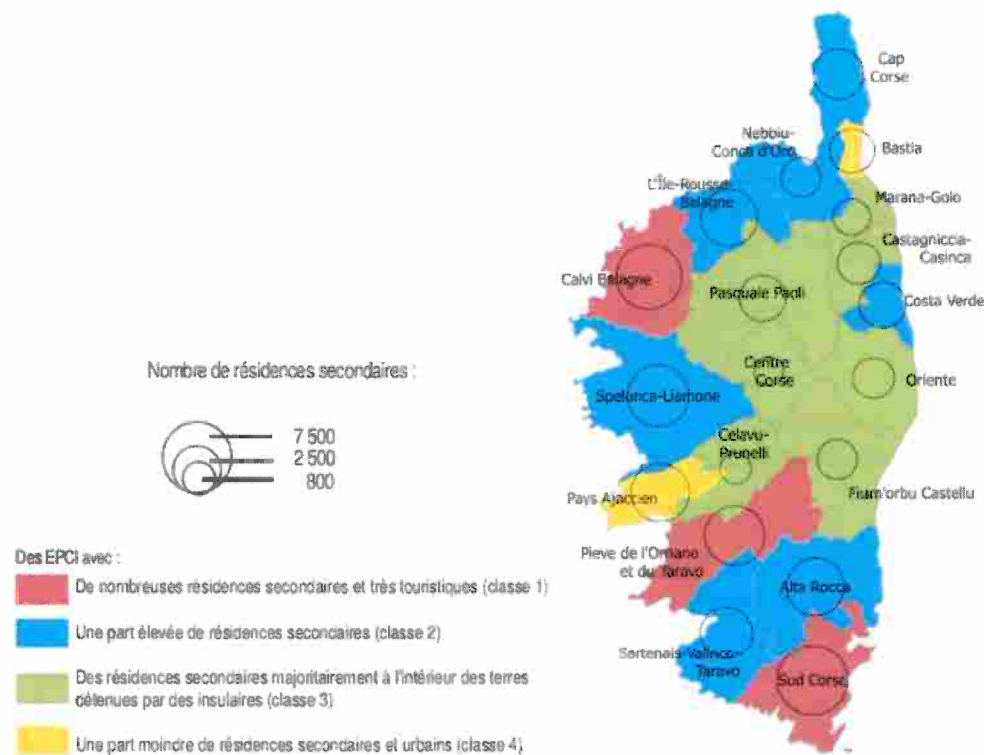 Cap
Corse
Bastia
Nebbiu-
Conca d'Oro
L'Île-Rousse
Balagne
Marana-Golo
Castagniccia-
Casinca
Calvi Balagne
Pasquale Paoli
Costa Verde
Centre
Corse
Oriente
Spelunca-Liamone
Celavu-
Prunelli
Pays Ajaccien
Fium'orbu Castellu
Pieve de l'Ornano
et du Taravo
Alta Rocca
Sartenais-Valinco-
Taravo
Sud Corse
Nombre de résidences secondaires :
7 500
2 500
800
Des EPCI avec :
De nombreuses résidences secondaires et très touristiques (classe 1)
Une part élevée de résidences secondaires (classe 2)
Des résidences secondaires majoritairement à l'intérieur des terres
détenues par des insulaires (classe 3)
Une part moindre de résidences secondaires et urbains (classe 4)